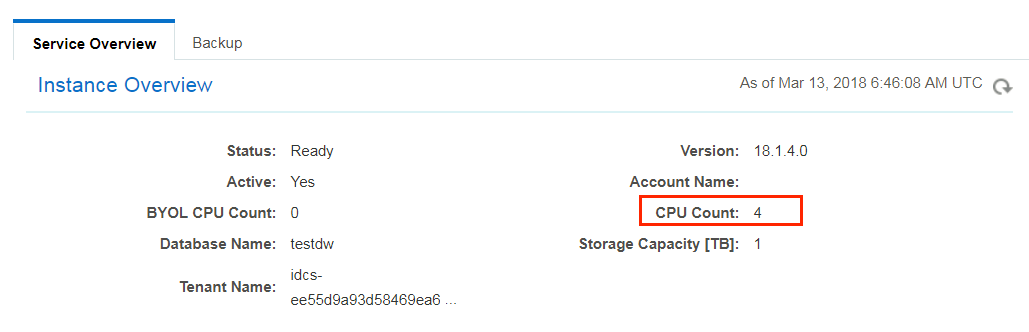 Service Overview Backup
Instance Overview As of Mar 13, 2018 6:46:08 AM UTC
Status: Ready Version: 18.1.4.0
Active: Yes Account Name:
BYOL CPU Count: 0 CPU Count: 4
Database Name: testdw Storage Capacity [TB]: 1
Tenant Name: idcs-
ee55d9a93d58469ea6 ...